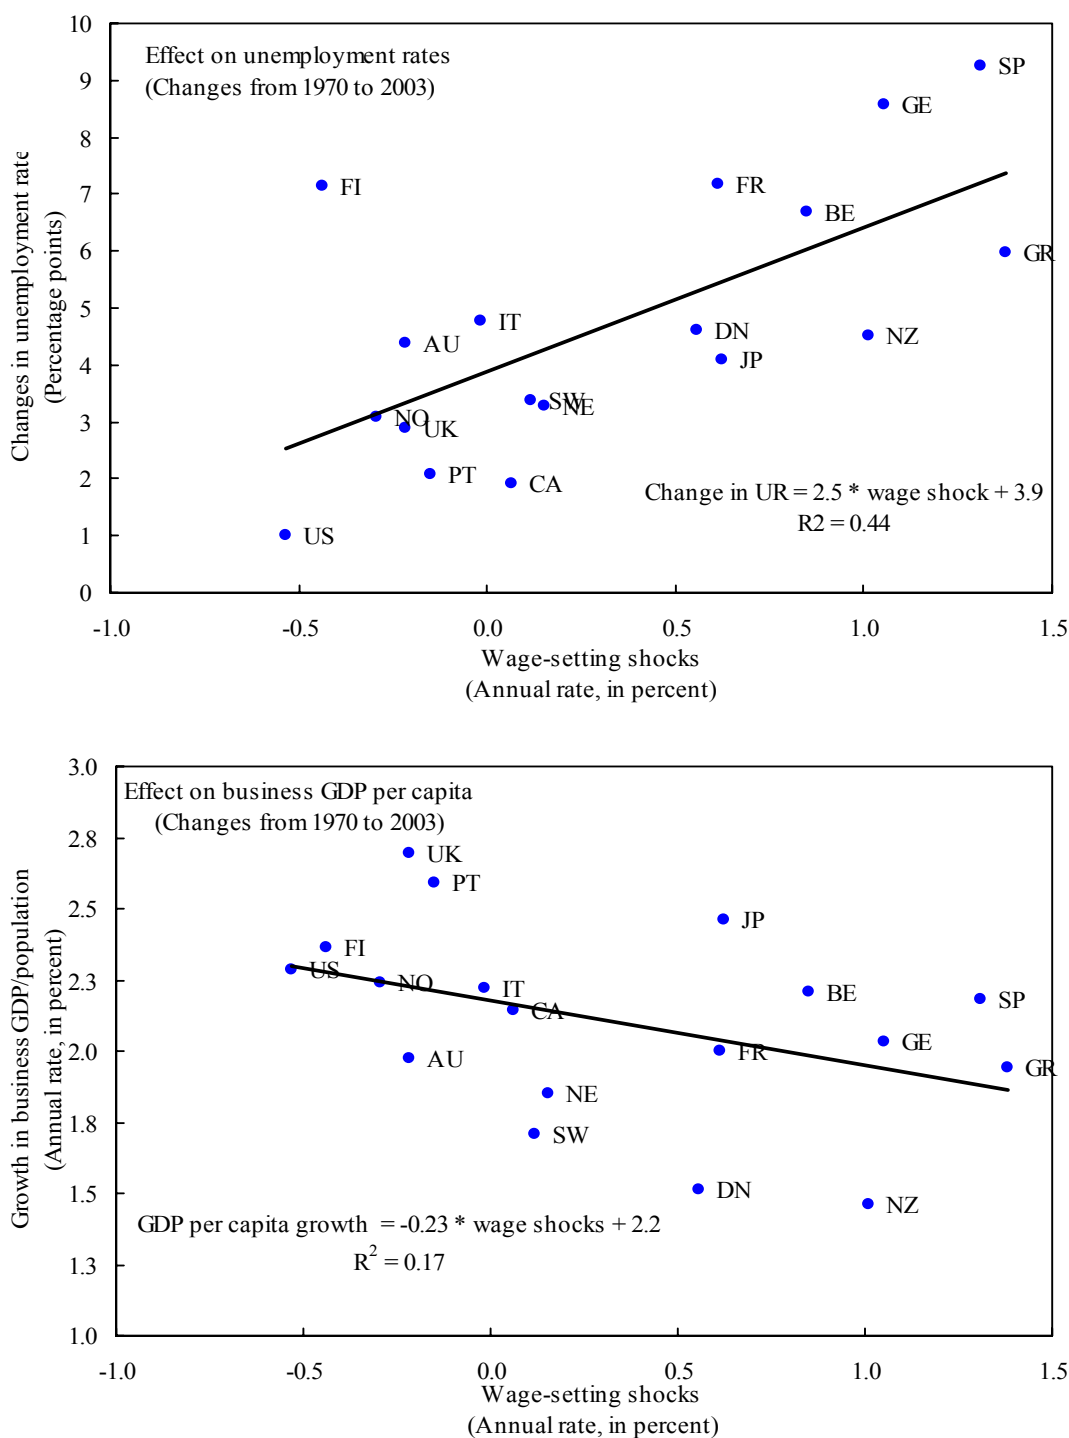 Effect on unemployment rates
(Changes from 1970 to 2003)
Changes in unemployment rate
(Percentage points)
10
9
8
7
6
5
4
3
2
1
0
SP
GE
FI
FR
BE
GR
IT
AU
DN
NZ
JP
SW
NE
NO
UK
PT
CA
US
Change in UR = 2.5 * wage shock + 3.9
R2 = 0.44
-1.0
-0.5
0.0
0.5
1.0
1.5
Wage-setting shocks
(Annual rate, in percent)
Effect on business GDP per capita
(Changes from 1970 to 2003)
Growth in business GDP/population
(Annual rate, in percent)
3.0
2.8
2.5
2.3
2.0
1.8
1.5
1.3
1.0
UK
PT
JP
FI
US
NO
IT
CA
BE
SP
GE
FR
AU
GR
NE
SW
DN
NZ
GDP per capita growth = -0.23 * wage shocks + 2.2
R2 = 0.17
-1.0
-0.5
0.0
0.5
1.0
1.5
Wage-setting shocks
(Annual rate, in percent)